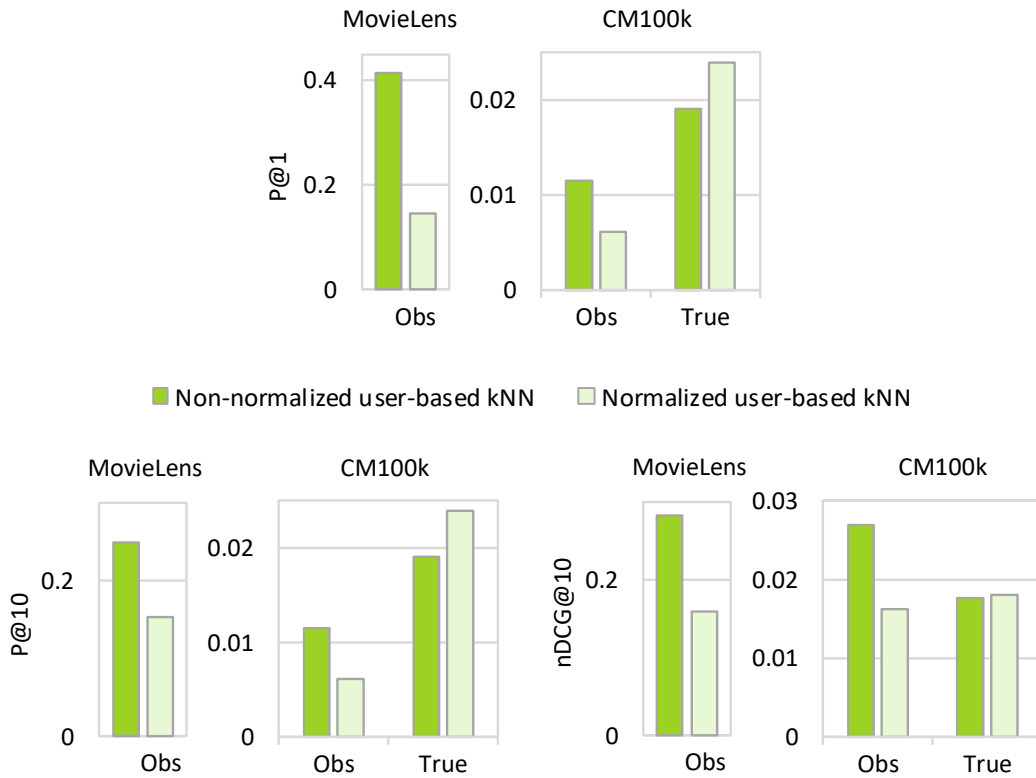 MovieLens CM100k
P@1
0.4
0.2
0
0.02
0.01
0
Obs Obs True
Non-normalized user-based kNN Normalized user-based kNN
MovieLens CM100k MovieLens CM100k
P@10
0.2
0
0.02
0.01
0
nDCG@10
0.2
0
0.03
0.02
0.01
0
Obs Obs True Obs Obs True